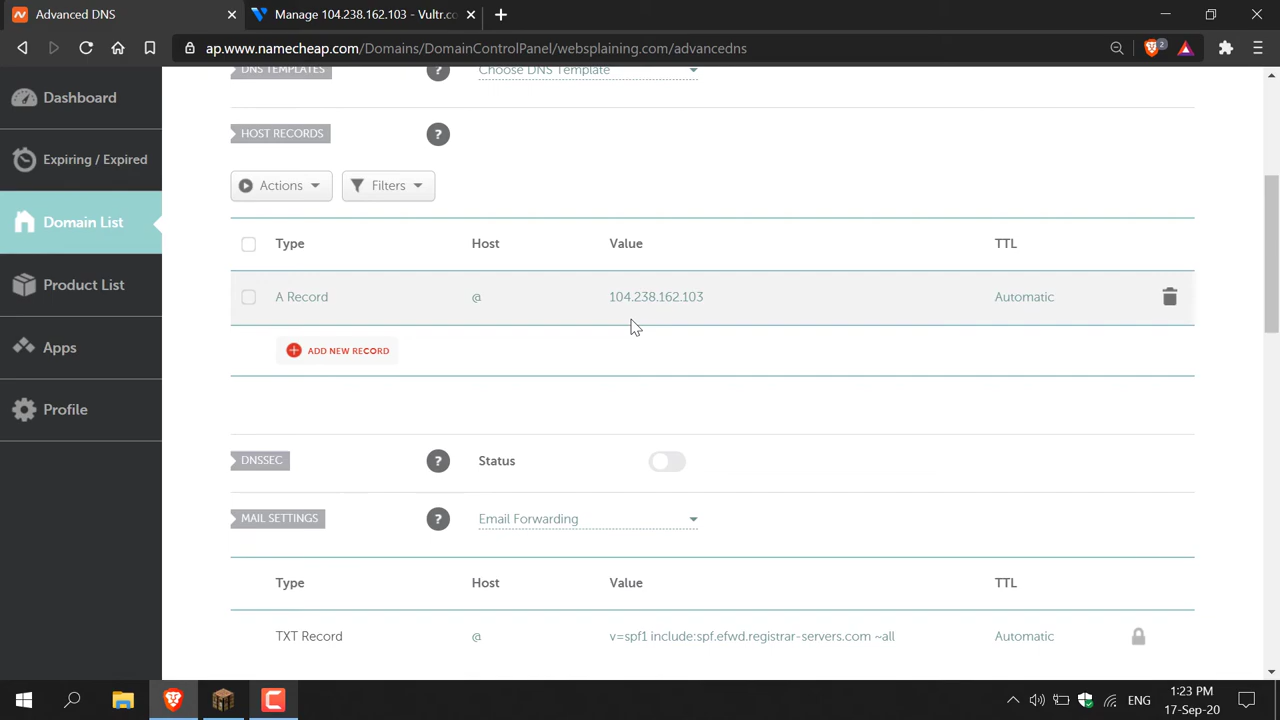 Advanced DNS
Manage 104.238.162.103 - Vultr.co
ap.www.namecheap.com/Domains/DomainControlPanel/websplaining.com/advancedns
2
Dashboard
Expiring / Expired
Domain List
Product List
Apps
Profile
DNS TEMPLATES ? Choose DNS Template
HOST RECORDS ?
Actions Filters
Type Host Value TTL
A Record @ 104.238.162.103 Automatic
ADD NEW RECORD
DNSSEC ? Status
MAIL SETTINGS ? Email Forwarding
Type Host Value TTL
TXT Record @ v=spf1 include:spf.efwd.registrar-servers.com ~all Automatic
ENG
1:23 PM
17-Sep-20